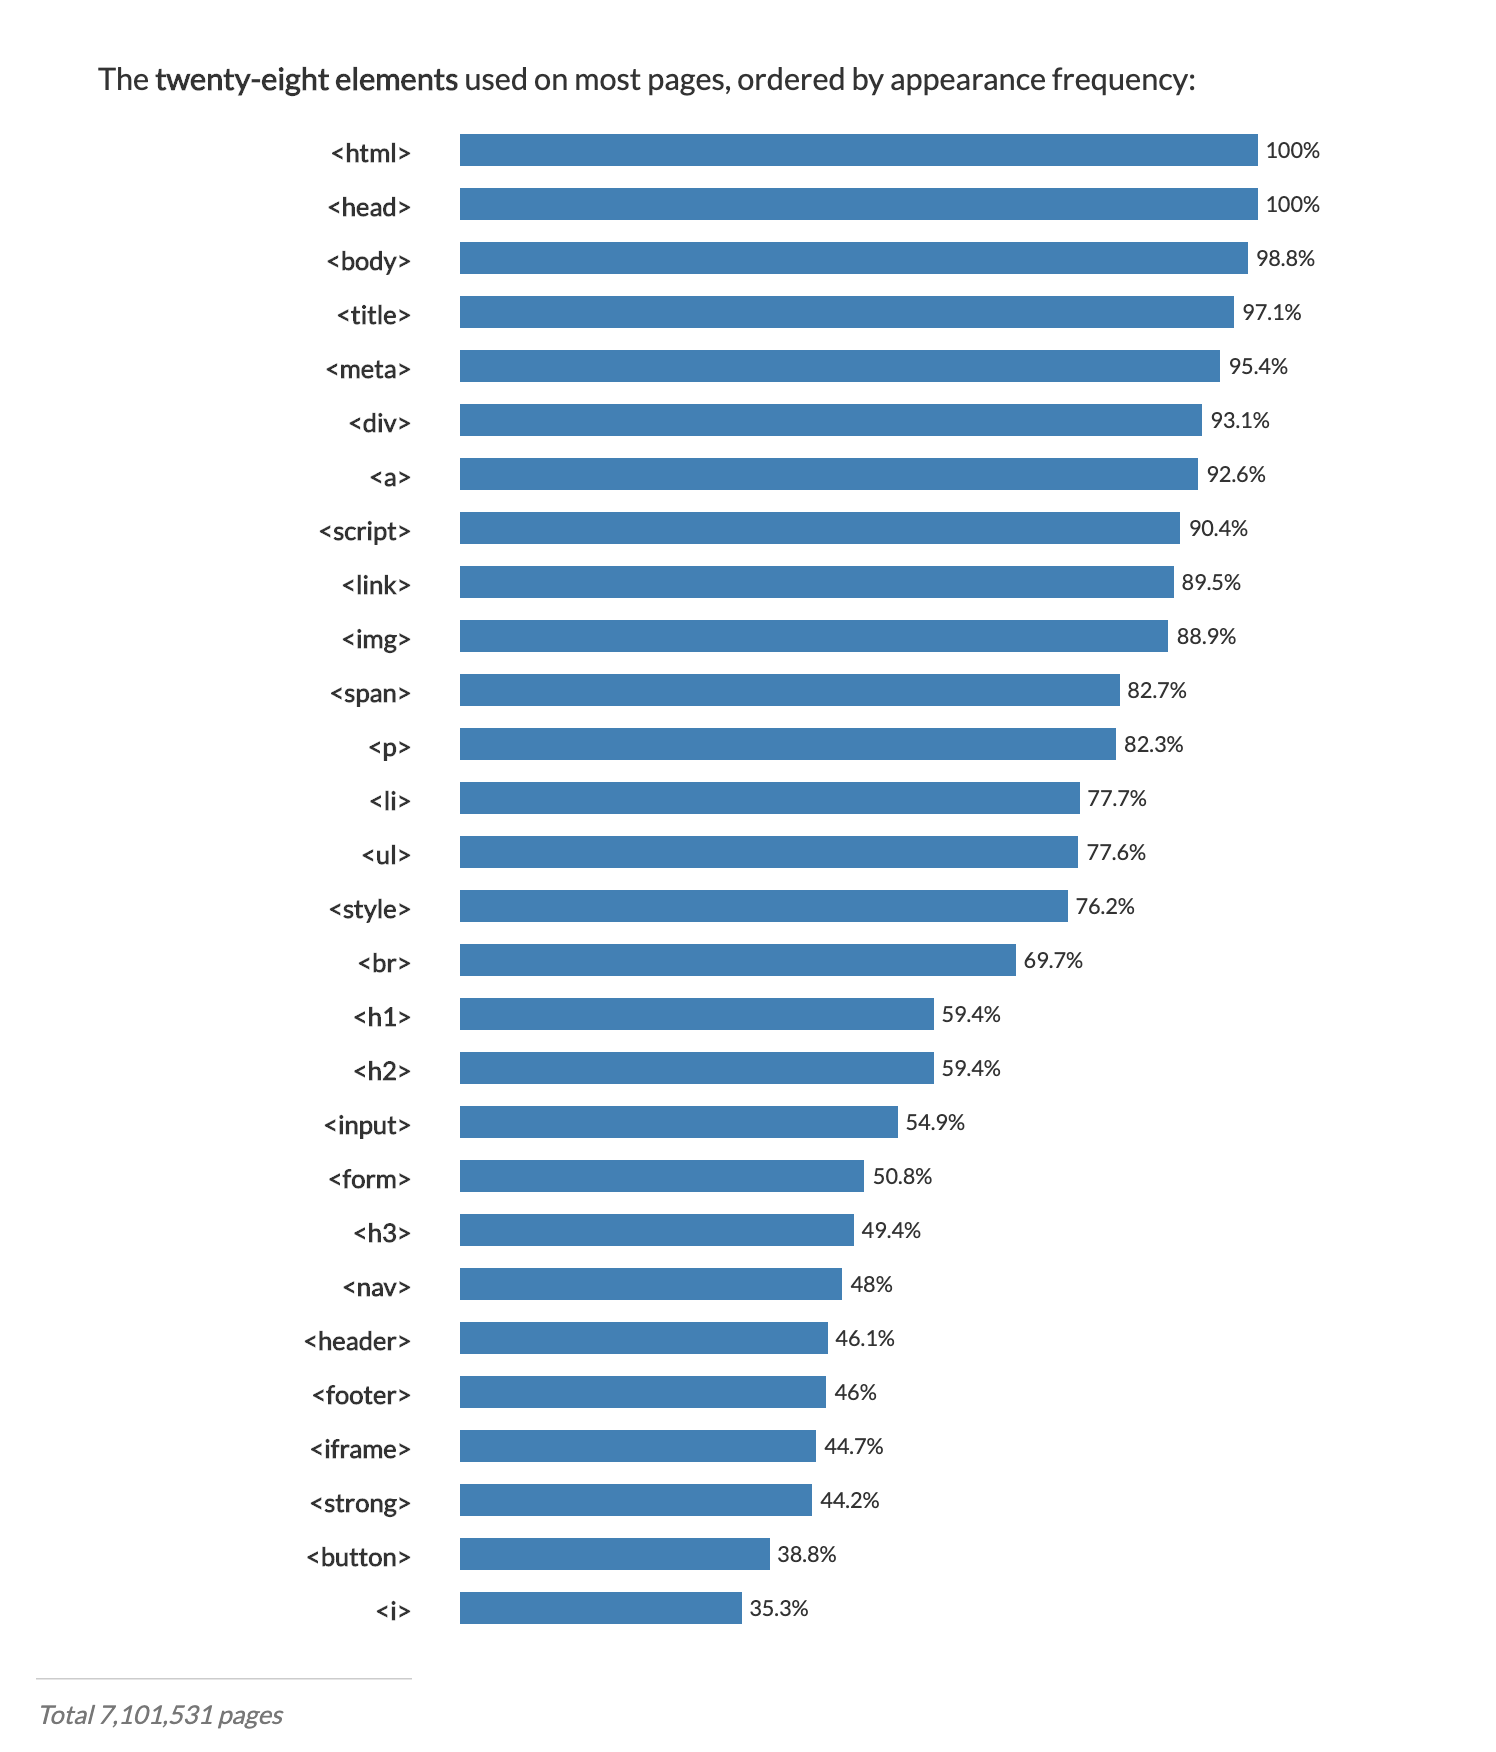 The twenty-eight elements used on most pages, ordered by appearance frequency:
<html> 100%
<head> 100%
<body> 98.8%
<title> 97.1%
<meta> 95.4%
<div> 93.1%
<a> 92.6%
<script> 90.4%
<link> 89.5%
<img> 88.9%
<span> 82.7%
<p> 82.3%
<li> 77.7%
<ul> 77.6%
<style> 76.2%
<br> 69.7%
<h1> 59.4%
<h2> 59.4%
<input> 54.9%
<form> 50.8%
<h3> 49.4%
<nav> 48%
<header> 46.1%
<footer> 46%
<iframe> 44.7%
<strong> 44.2%
<button> 38.8%
<i> 35.3%
Total 7,101,531 pages